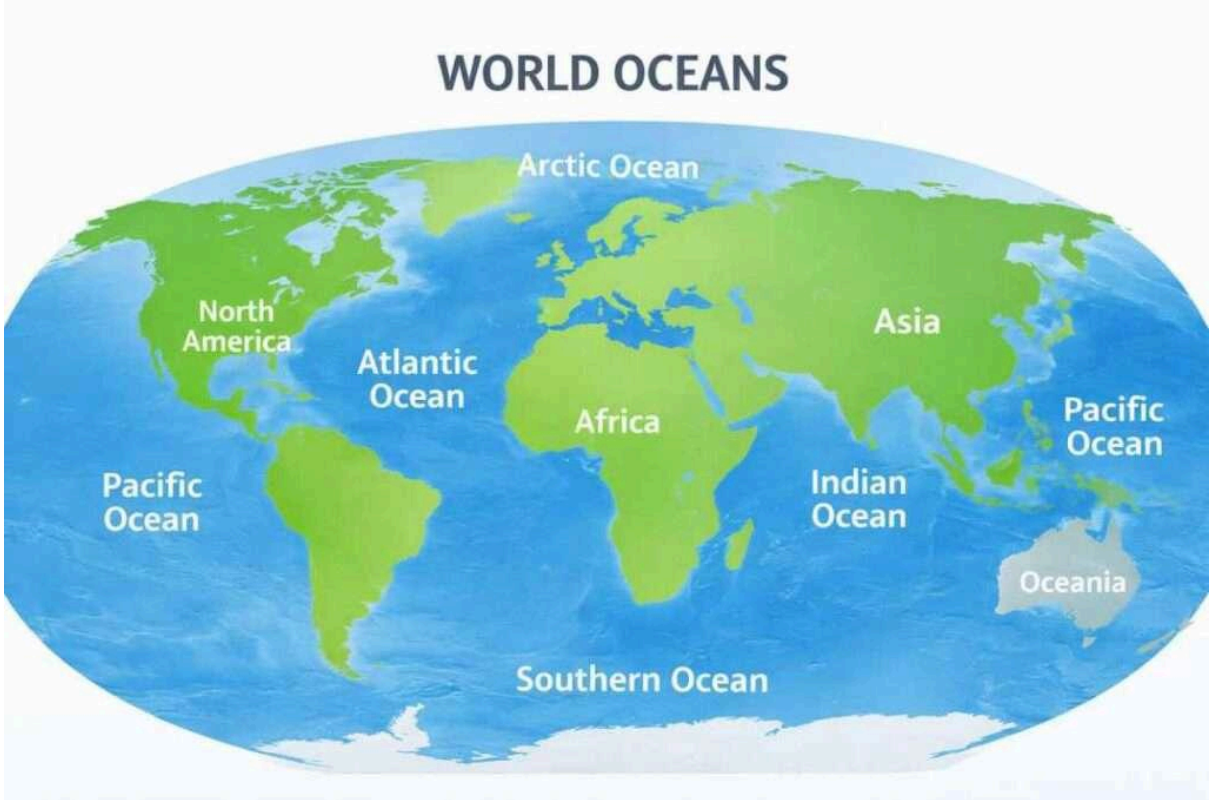 WORLD OCEANS
Arctic Ocean
North
America
Asia
Atlantic
Ocean
Africa
Pacific
Ocean
Pacific
Ocean
Indian
Ocean
Oceania
Southern Ocean